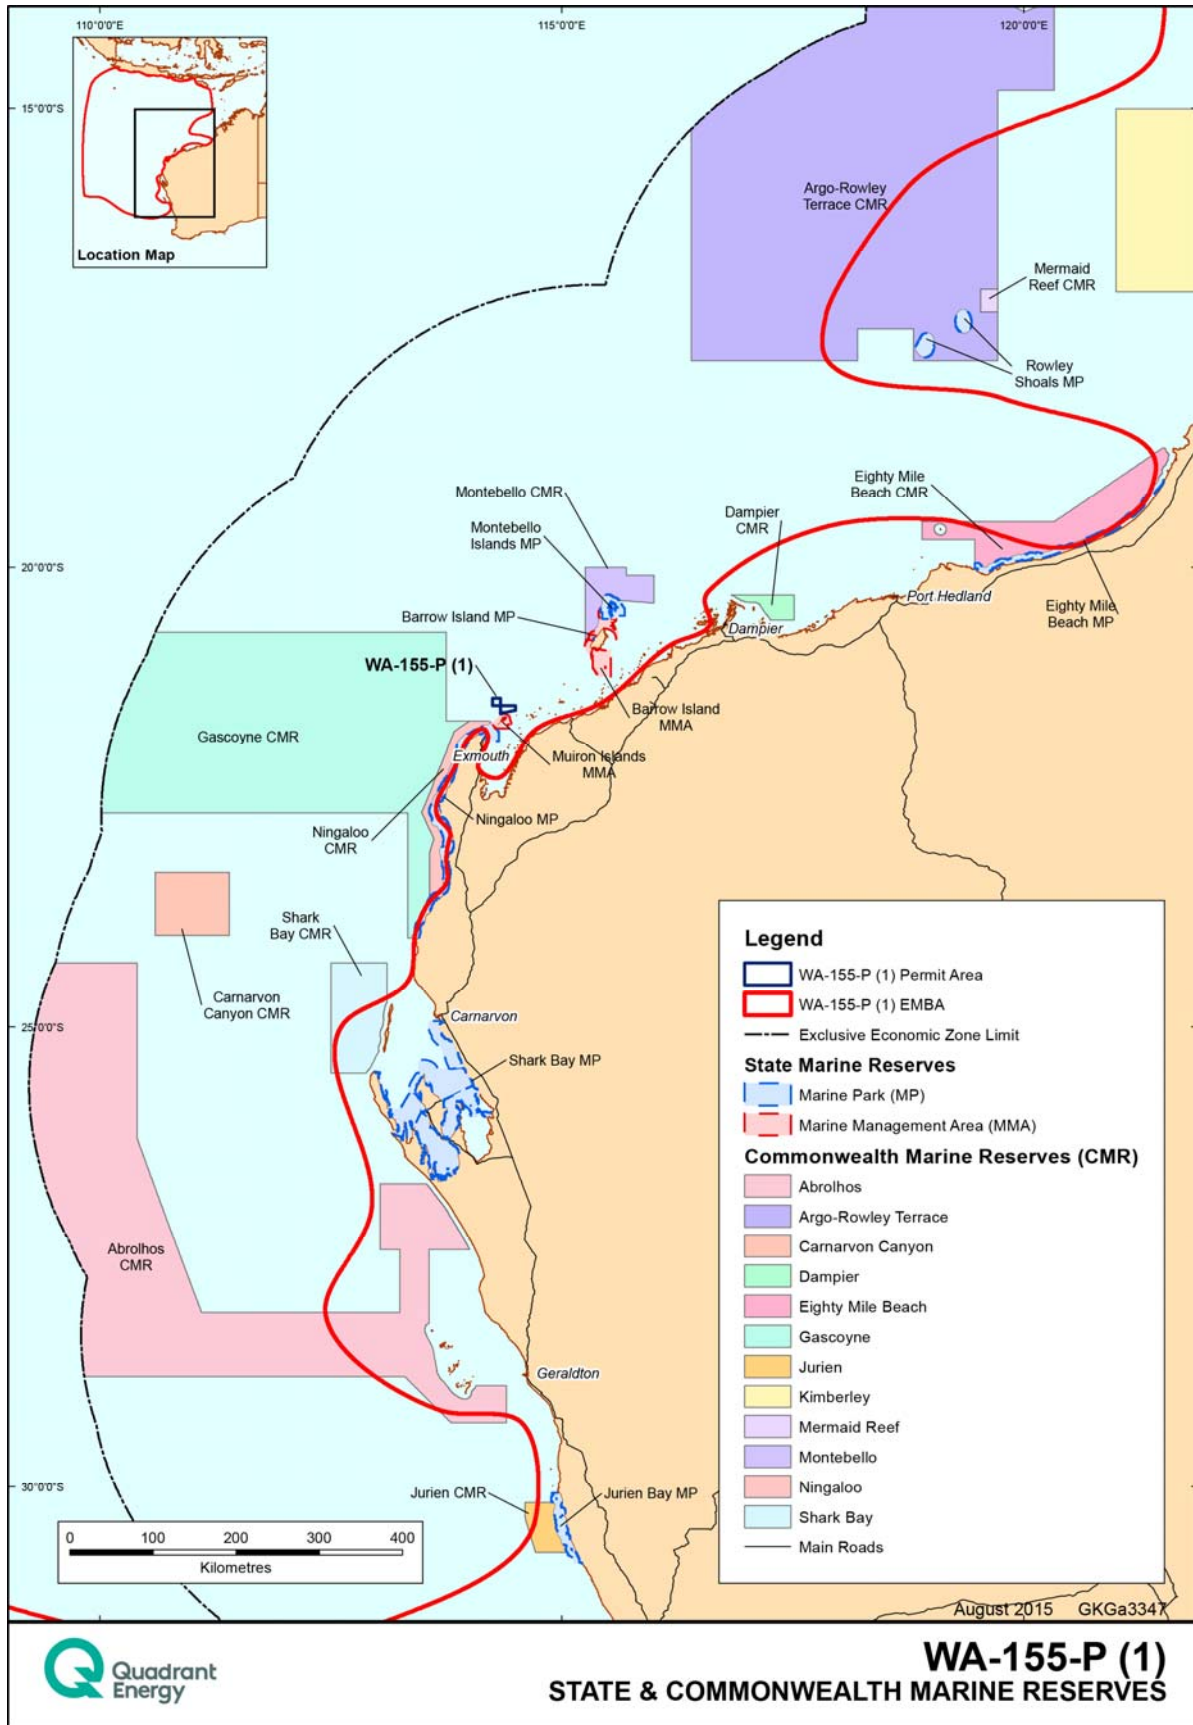 110°0'0"E
115°0'0"E
120°0'0"E
15°0'0"S
20°0'0"S
25°0'0"S
30°0'0"S
Location Map
Argo-Rowley
Terrace CMR
Mermaid
Reef CMR
Rowley
Shoals MP
Eighty Mile
Beach CMR
Montebello CMR
Dampier
CMR
Montebello
Islands MP
Port Hedland
Barrow Island MP
Dampier
Eighty Mile
Beach MP
WA-155-P (1)
Barrow Island
MMA
Gascoyne CMR
Exmouth
Muiron Islands
MMA
Ningaloo MP
Ningaloo
CMR
Shark
Bay CMR
Carnarvon
Canyon CMR
Carnarvon
Shark Bay MP
Abrolhos
CMR
Geraldton
Jurien CMR
Jurien Bay MP
0 100 200 300 400
Kilometres
Legend
WA-155-P (1) Permit Area
WA-155-P (1) EMBA
Exclusive Economic Zone Limit
State Marine Reserves
Marine Park (MP)
Marine Management Area (MMA)
Commonwealth Marine Reserves (CMR)
Abrolhos
Argo-Rowley Terrace
Carnarvon Canyon
Dampier
Eighty Mile Beach
Gascoyne
Jurien
Kimberley
Mermaid Reef
Montebello
Ningaloo
Shark Bay
Main Roads
August 2015 GKGa3347
Quadrant
Energy
WA-155-P (1)
STATE & COMMONWEALTH MARINE RESERVES